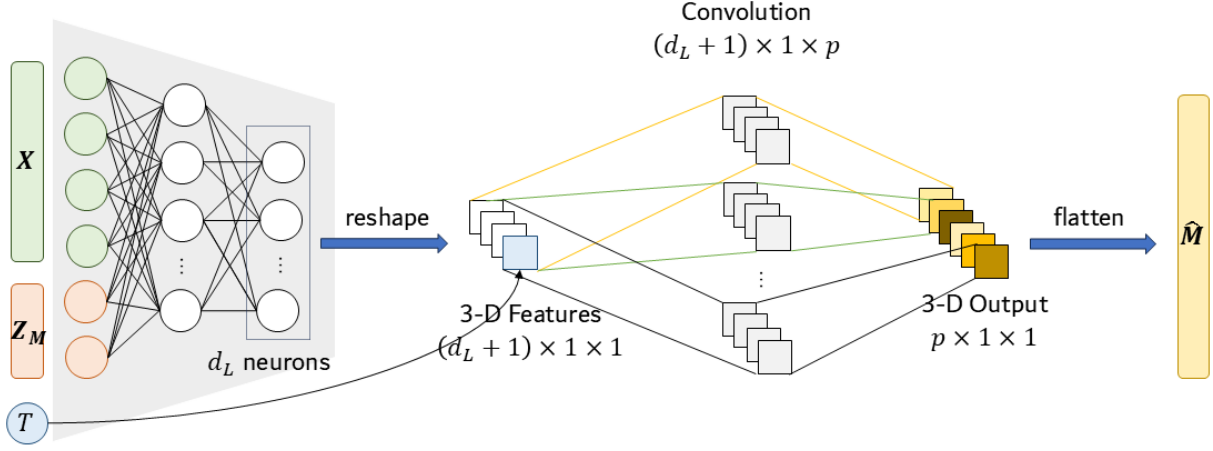 X
Z_M
T
d_L neurons
reshape
3-D Features
(d_L + 1) × 1 × 1
Convolution
(d_L + 1) × 1 × p
⋮
⋮
⋮
3-D Output
p × 1 × 1
flatten
M̂